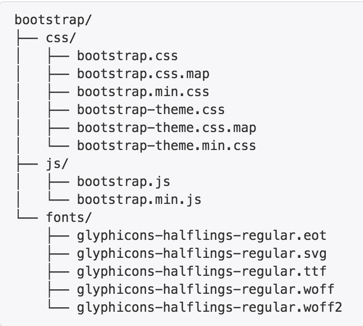 bootstrap/
├── css/
│   ├── bootstrap.css
│   ├── bootstrap.css.map
│   ├── bootstrap.min.css
│   ├── bootstrap-theme.css
│   ├── bootstrap-theme.css.map
│   └── bootstrap-theme.min.css
├── js/
│   ├── bootstrap.js
│   └── bootstrap.min.js
└── fonts/
    ├── glyphicons-halflings-regular.eot
    ├── glyphicons-halflings-regular.svg
    ├── glyphicons-halflings-regular.ttf
    ├── glyphicons-halflings-regular.woff
    └── glyphicons-halflings-regular.woff2